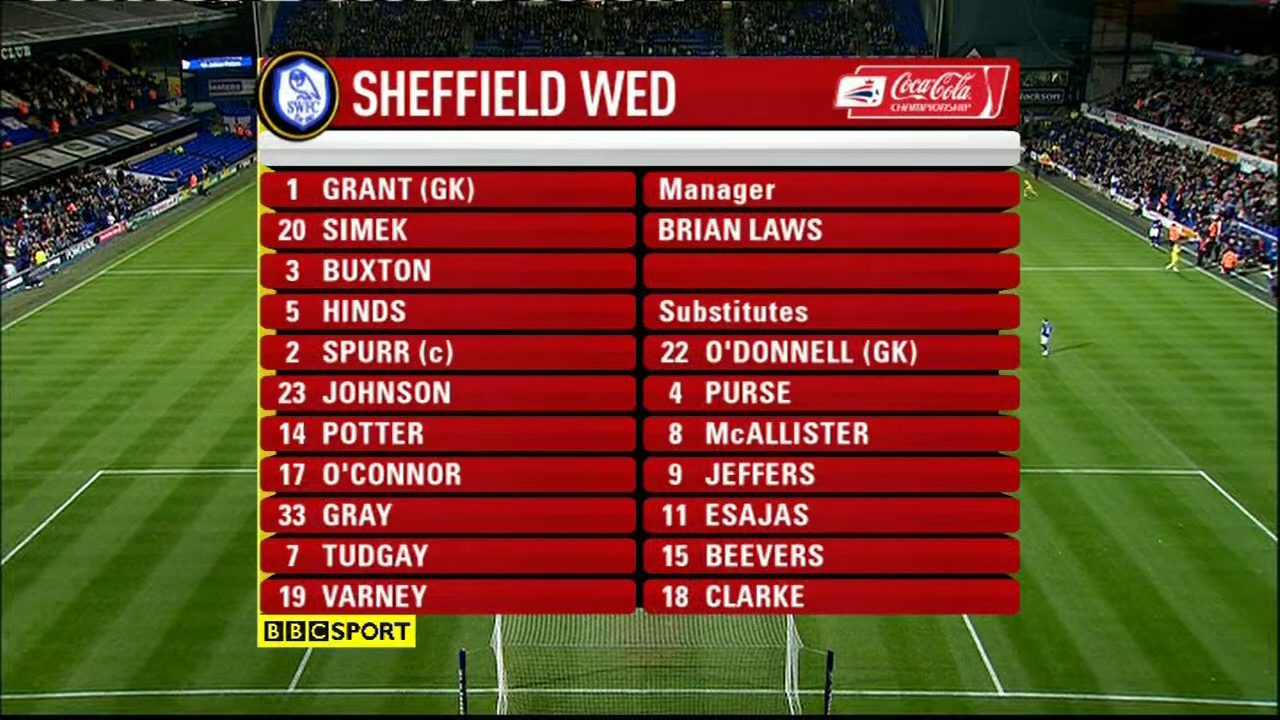 SHEFFIELD WED
SWFC
Coca-Cola
CHAMPIONSHIP
1 GRANT (GK)
20 SIMEK
3 BUXTON
5 HINDS
2 SPURR (c)
23 JOHNSON
14 POTTER
17 O'CONNOR
33 GRAY
7 TUDGAY
19 VARNEY
Manager
BRIAN LAWS
Substitutes
22 O'DONNELL (GK)
4 PURSE
8 McALLISTER
9 JEFFERS
11 ESAJAS
15 BEEVERS
18 CLARKE
BBC SPORT
CLUB